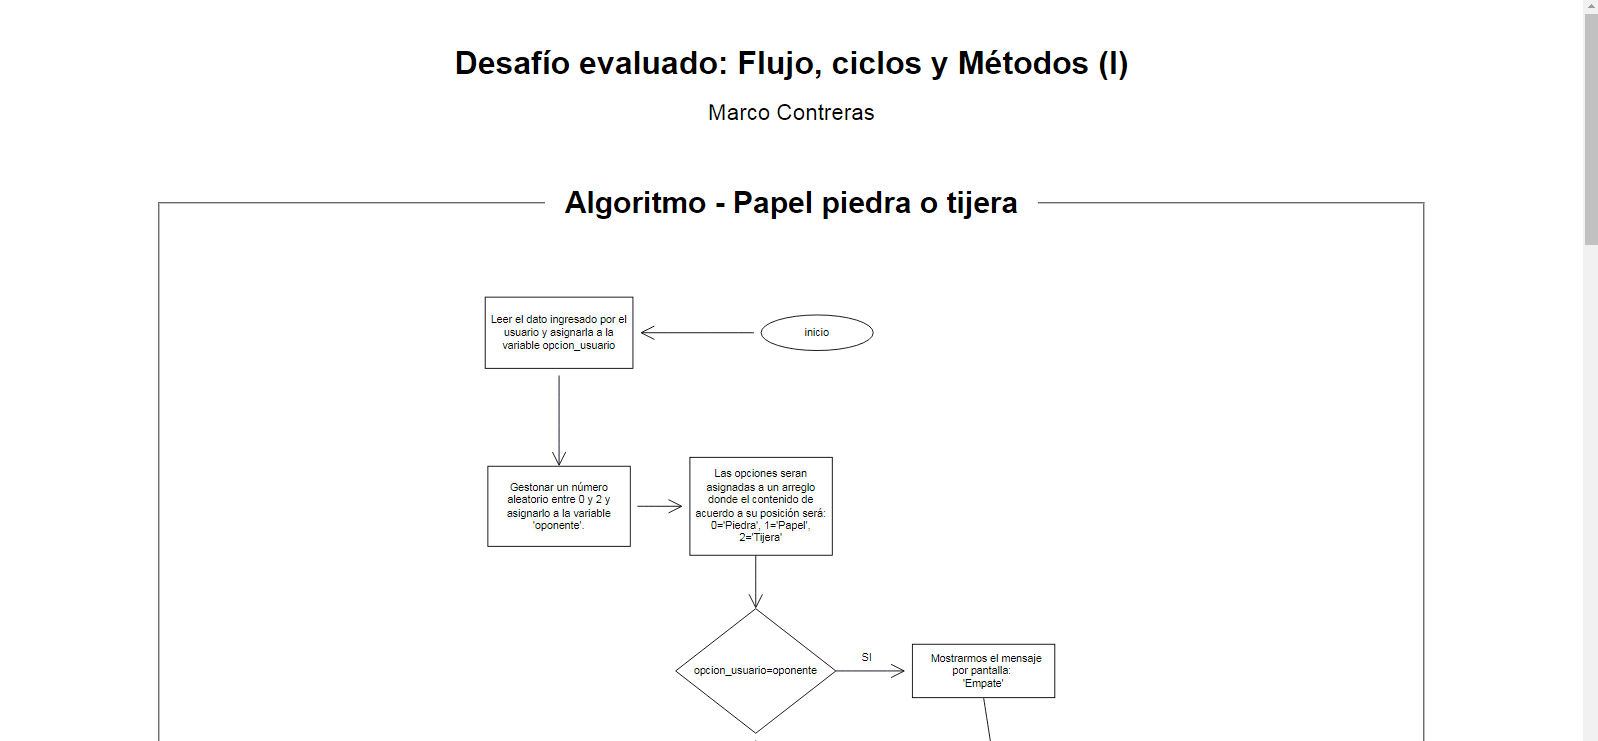 Desafío evaluado: Flujo, ciclos y Métodos (I)
Marco Contreras
Algoritmo - Papel piedra o tijera
inicio
Leer el dato ingresado por el
usuario y asignarla a la
variable opcion_usuario
Gestonar un número
aleatorio entre 0 y 2 y
asignarlo a la variable
'oponente'.
Las opciones seran
asignadas a un arreglo
donde el contenido de
acuerdo a su posición será:
0='Piedra', 1='Papel',
2='Tijera'
opcion_usuario=oponente
SI
Mostrarmos el mensaje
por pantalla:
'Empate'